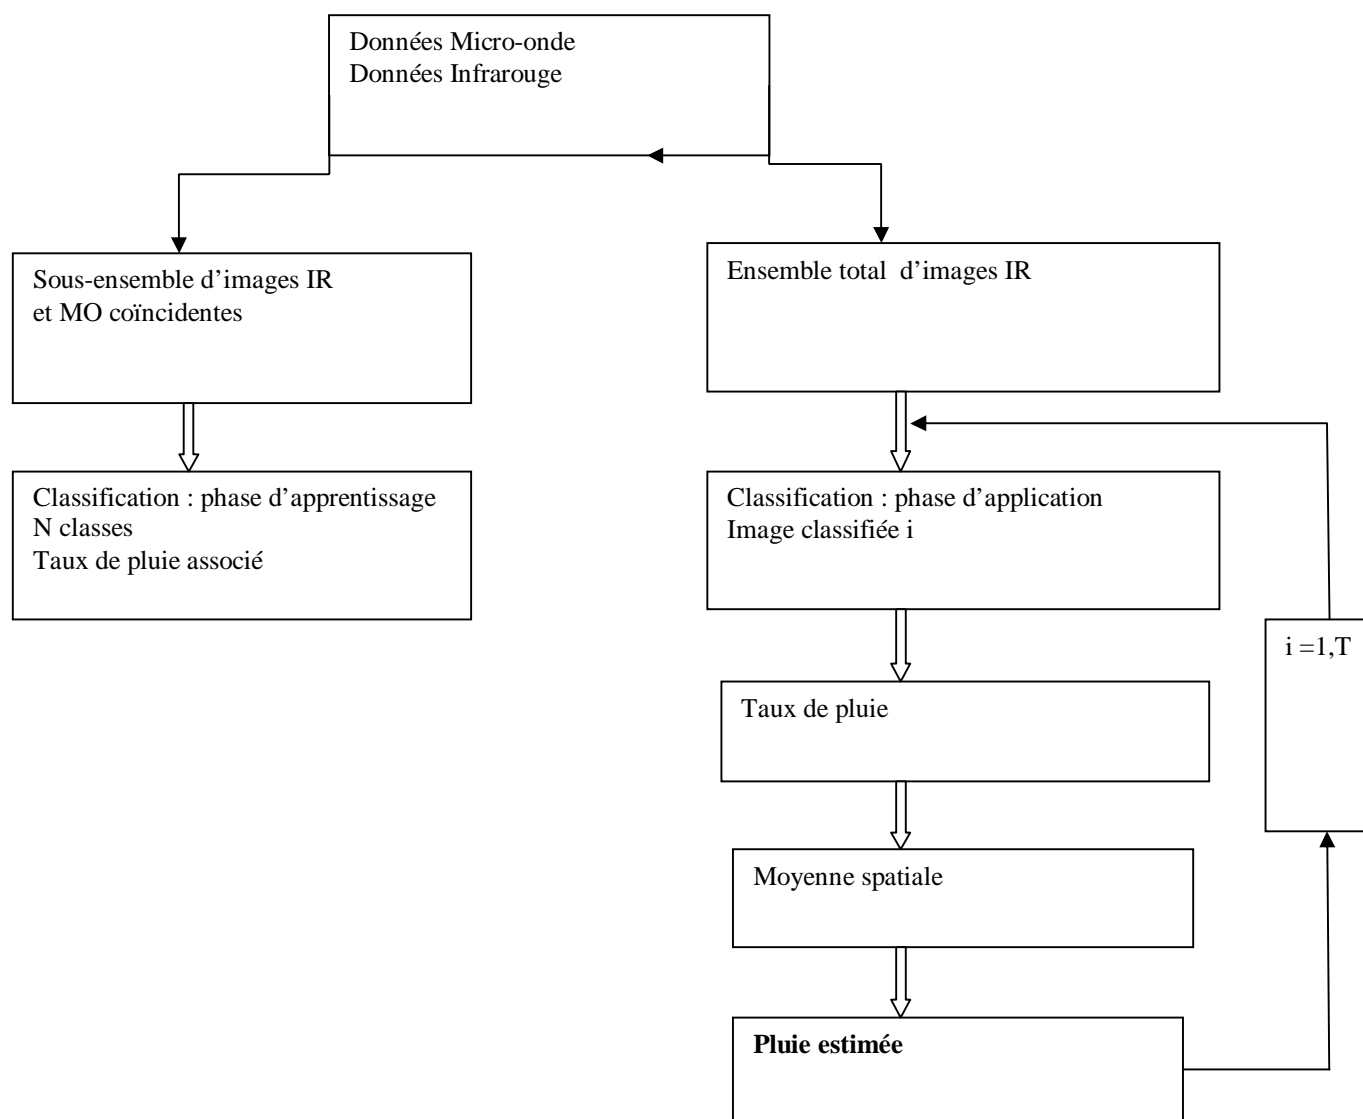 Données Micro-onde
Données Infrarouge
Sous-ensemble d’images IR
et MO coïncidentes
Ensemble total  d’images IR
Classification : phase d’apprentissage
N classes
Taux de pluie associé
Classification : phase d’application
Image classifiée i
i =1,T
Taux de pluie
Moyenne spatiale
Pluie estimée